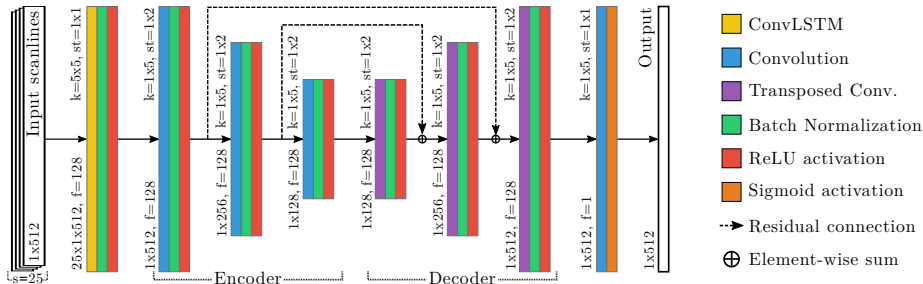 Input scanlines
1x512
s=25
k=5x5, st=1x1
25x1x512, f=128
k=1x5, st=1x2
1x512, f=128
k=1x5, st=1x2
1x256, f=128
k=1x5, st=1x2
1x128, f=128
Encoder
k=1x5, st=1x2
1x128, f=128
k=1x5, st=1x2
1x256, f=128
k=1x5, st=1x2
1x512, f=128
Decoder
k=1x5, st=1x1
1x512, f=1
Output
1x512
ConvLSTM
Convolution
Transposed Conv.
Batch Normalization
ReLU activation
Sigmoid activation
Residual connection
Element-wise sum